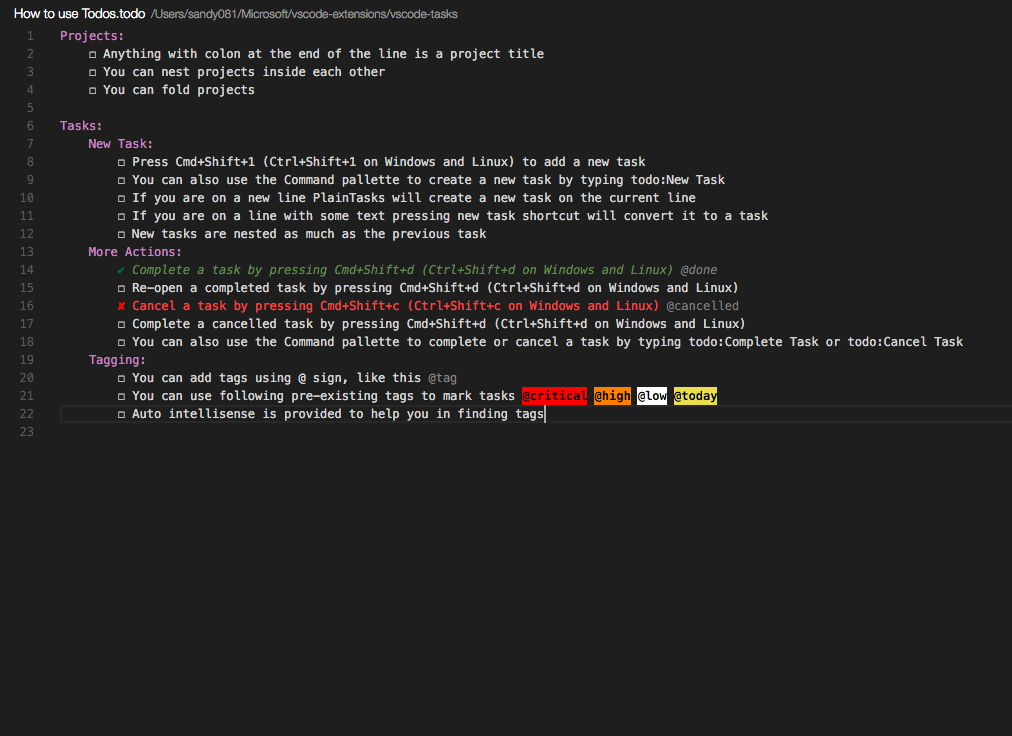 How to use Todos.todo /Users/sandy081/Microsoft/vscode-extensions/vscode-tasks
1 Projects:
2 ☐ Anything with colon at the end of the line is a project title
3 ☐ You can nest projects inside each other
4 ☐ You can fold projects
5
6 Tasks:
7 New Task:
8 ☐ Press Cmd+Shift+1 (Ctrl+Shift+1 on Windows and Linux) to add a new task
9 ☐ You can also use the Command pallette to create a new task by typing todo:New Task
10 ☐ If you are on a new line PlainTasks will create a new task on the current line
11 ☐ If you are on a line with some text pressing new task shortcut will convert it to a task
12 ☐ New tasks are nested as much as the previous task
13 More Actions:
14 ✔ Complete a task by pressing Cmd+Shift+d (Ctrl+Shift+d on Windows and Linux) @done
15 ☐ Re-open a completed task by pressing Cmd+Shift+d (Ctrl+Shift+d on Windows and Linux)
16 ✘ Cancel a task by pressing Cmd+Shift+c (Ctrl+Shift+c on Windows and Linux) @cancelled
17 ☐ Complete a cancelled task by pressing Cmd+Shift+d (Ctrl+Shift+d on Windows and Linux)
18 ☐ You can also use the Command pallette to complete or cancel a task by typing todo:Complete Task or todo:Cancel Task
19 Tagging:
20 ☐ You can add tags using @ sign, like this @tag
21 ☐ You can use following pre-existing tags to mark tasks @critical @high @low @today
22 ☐ Auto intellisense is provided to help you in finding tags
23